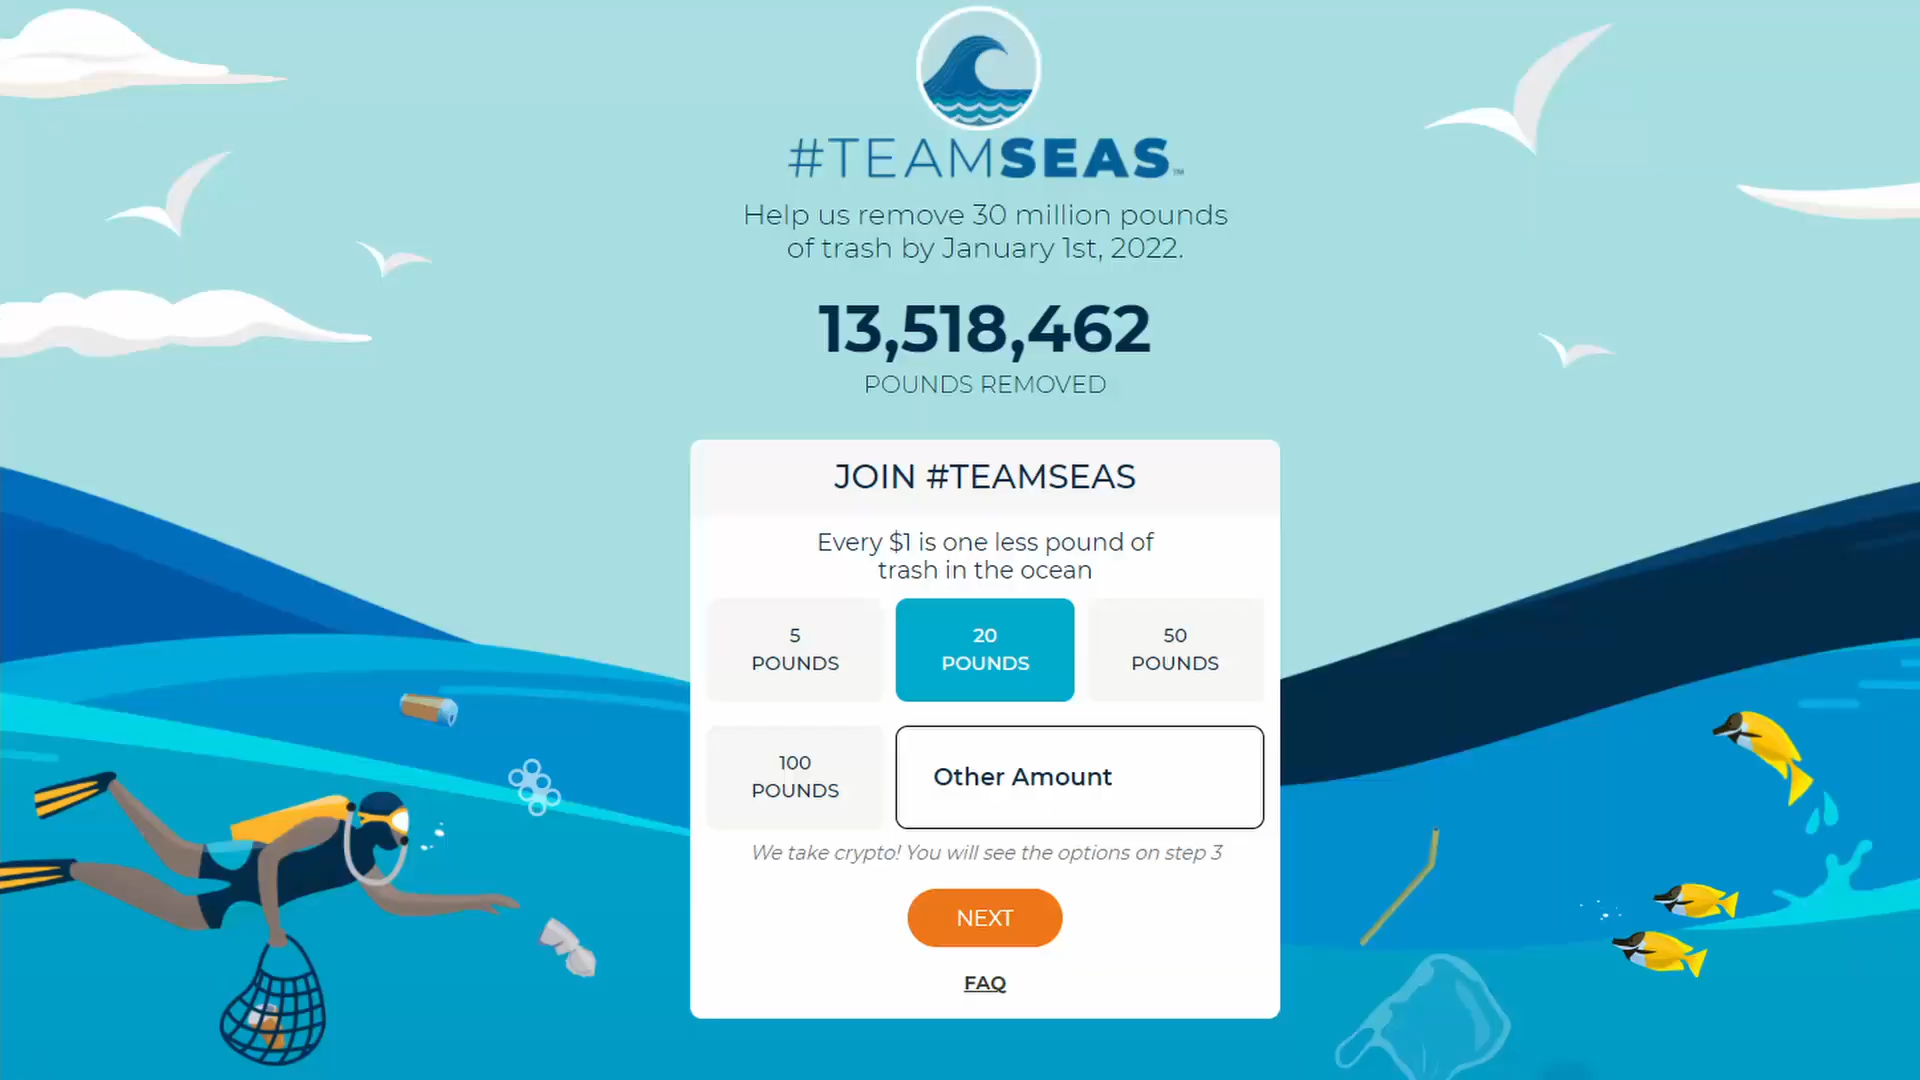 #TEAMSEAS™
Help us remove 30 million pounds
of trash by January 1st, 2022.
13,518,462
POUNDS REMOVED
JOIN #TEAMSEAS
Every $1 is one less pound of
trash in the ocean
5
POUNDS
20
POUNDS
50
POUNDS
100
POUNDS
Other Amount
We take crypto! You will see the options on step 3
NEXT
FAQ